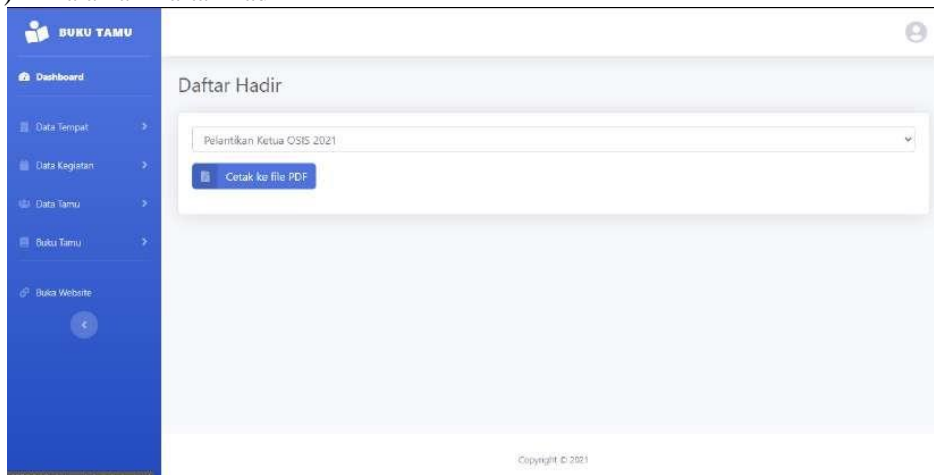 BUKU TAMU
Dashboard
Data Tempat
Data Kegiatan
Data Tamu
Buku Tamu
Buka Website
Daftar Hadir
Pelantikan Ketua OSIS 2021
Cetak ke file PDF
Copyright © 2021